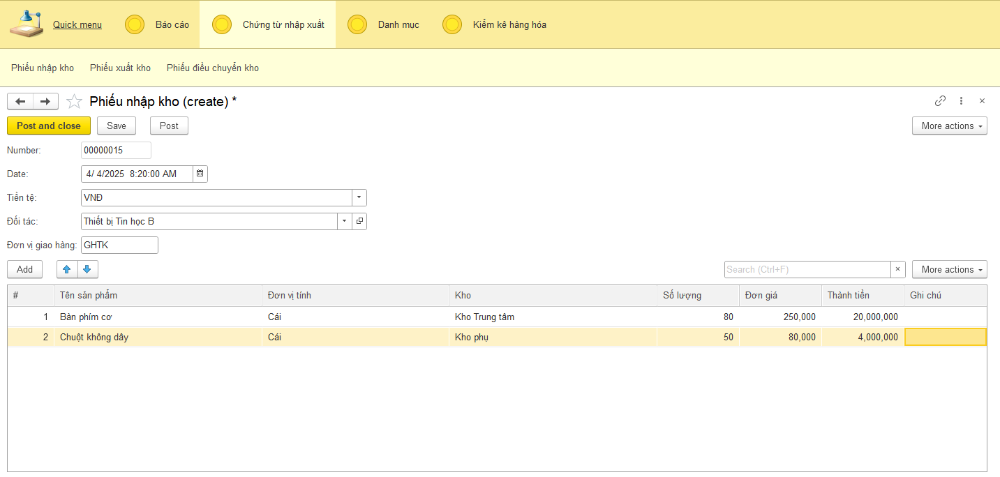 Quick menu Báo cáo Chứng từ nhập xuất Danh mục Kiểm kê hàng hóa
Phiếu nhập kho Phiếu xuất kho Phiếu điều chuyển kho
Phiếu nhập kho (create) *
Post and close Save Post More actions
Number: 00000015
Date: 4/ 4/2025 8:20:00 AM
Tiền tệ: VNĐ
Đối tác: Thiết bị Tin học B
Đơn vị giao hàng: GHTK
Add Search (Ctrl+F) × More actions
# Tên sản phẩm Đơn vị tính Kho Số lượng Đơn giá Thành tiền Ghi chú
1 Bàn phím cơ Cái Kho Trung tâm 80 250,000 20,000,000
2 Chuột không dây Cái Kho phụ 50 80,000 4,000,000